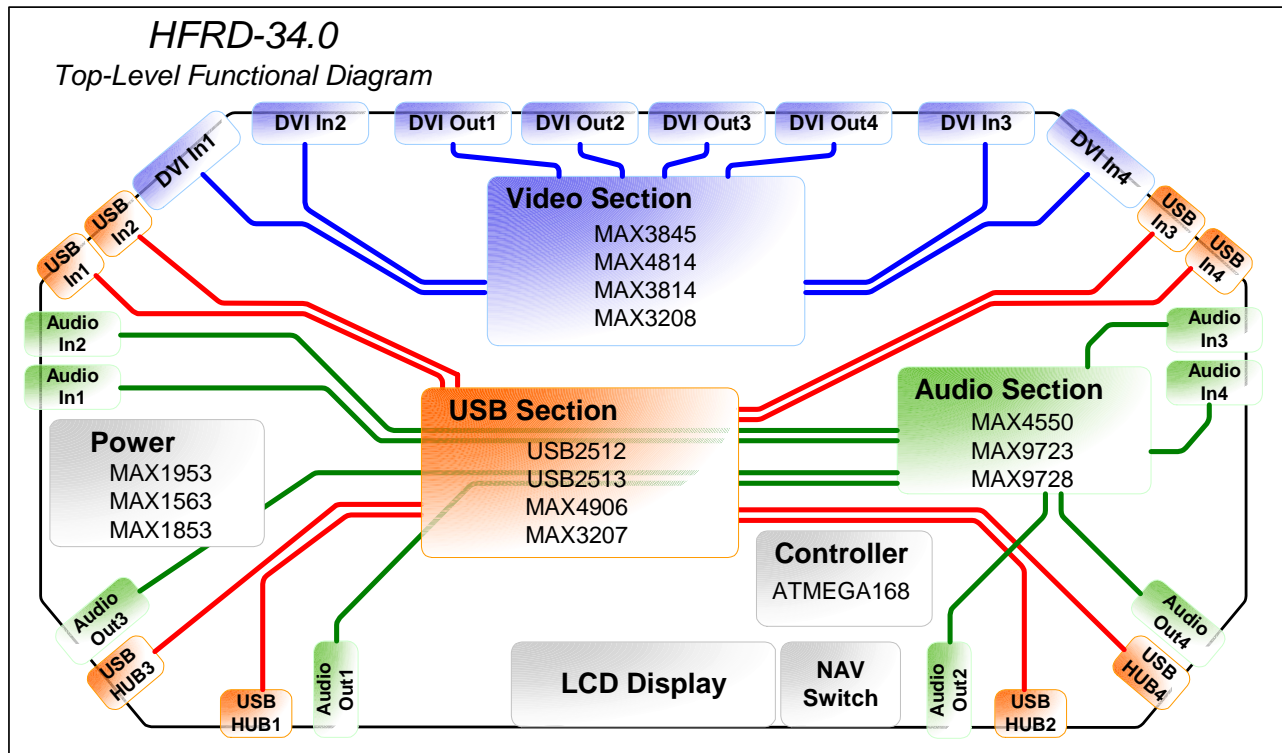 HFRD-34.0
Top-Level Functional Diagram
DVI In1
DVI In2
DVI Out1
DVI Out2
DVI Out3
DVI Out4
DVI In3
DVI In4
USB
In1
USB
In2
USB
In3
USB
In4
Video Section
MAX3845
MAX4814
MAX3814
MAX3208
Audio
In2
Audio
In1
Audio
In3
Audio
In4
USB Section
USB2512
USB2513
MAX4906
MAX3207
Audio Section
MAX4550
MAX9723
MAX9728
Power
MAX1953
MAX1563
MAX1853
Controller
ATMEGA168
Audio
Out3
USB
HUB3
USB
HUB1
Audio
Out1
LCD Display
NAV
Switch
Audio
Out2
USB
HUB2
Audio
Out4
USB
HUB4